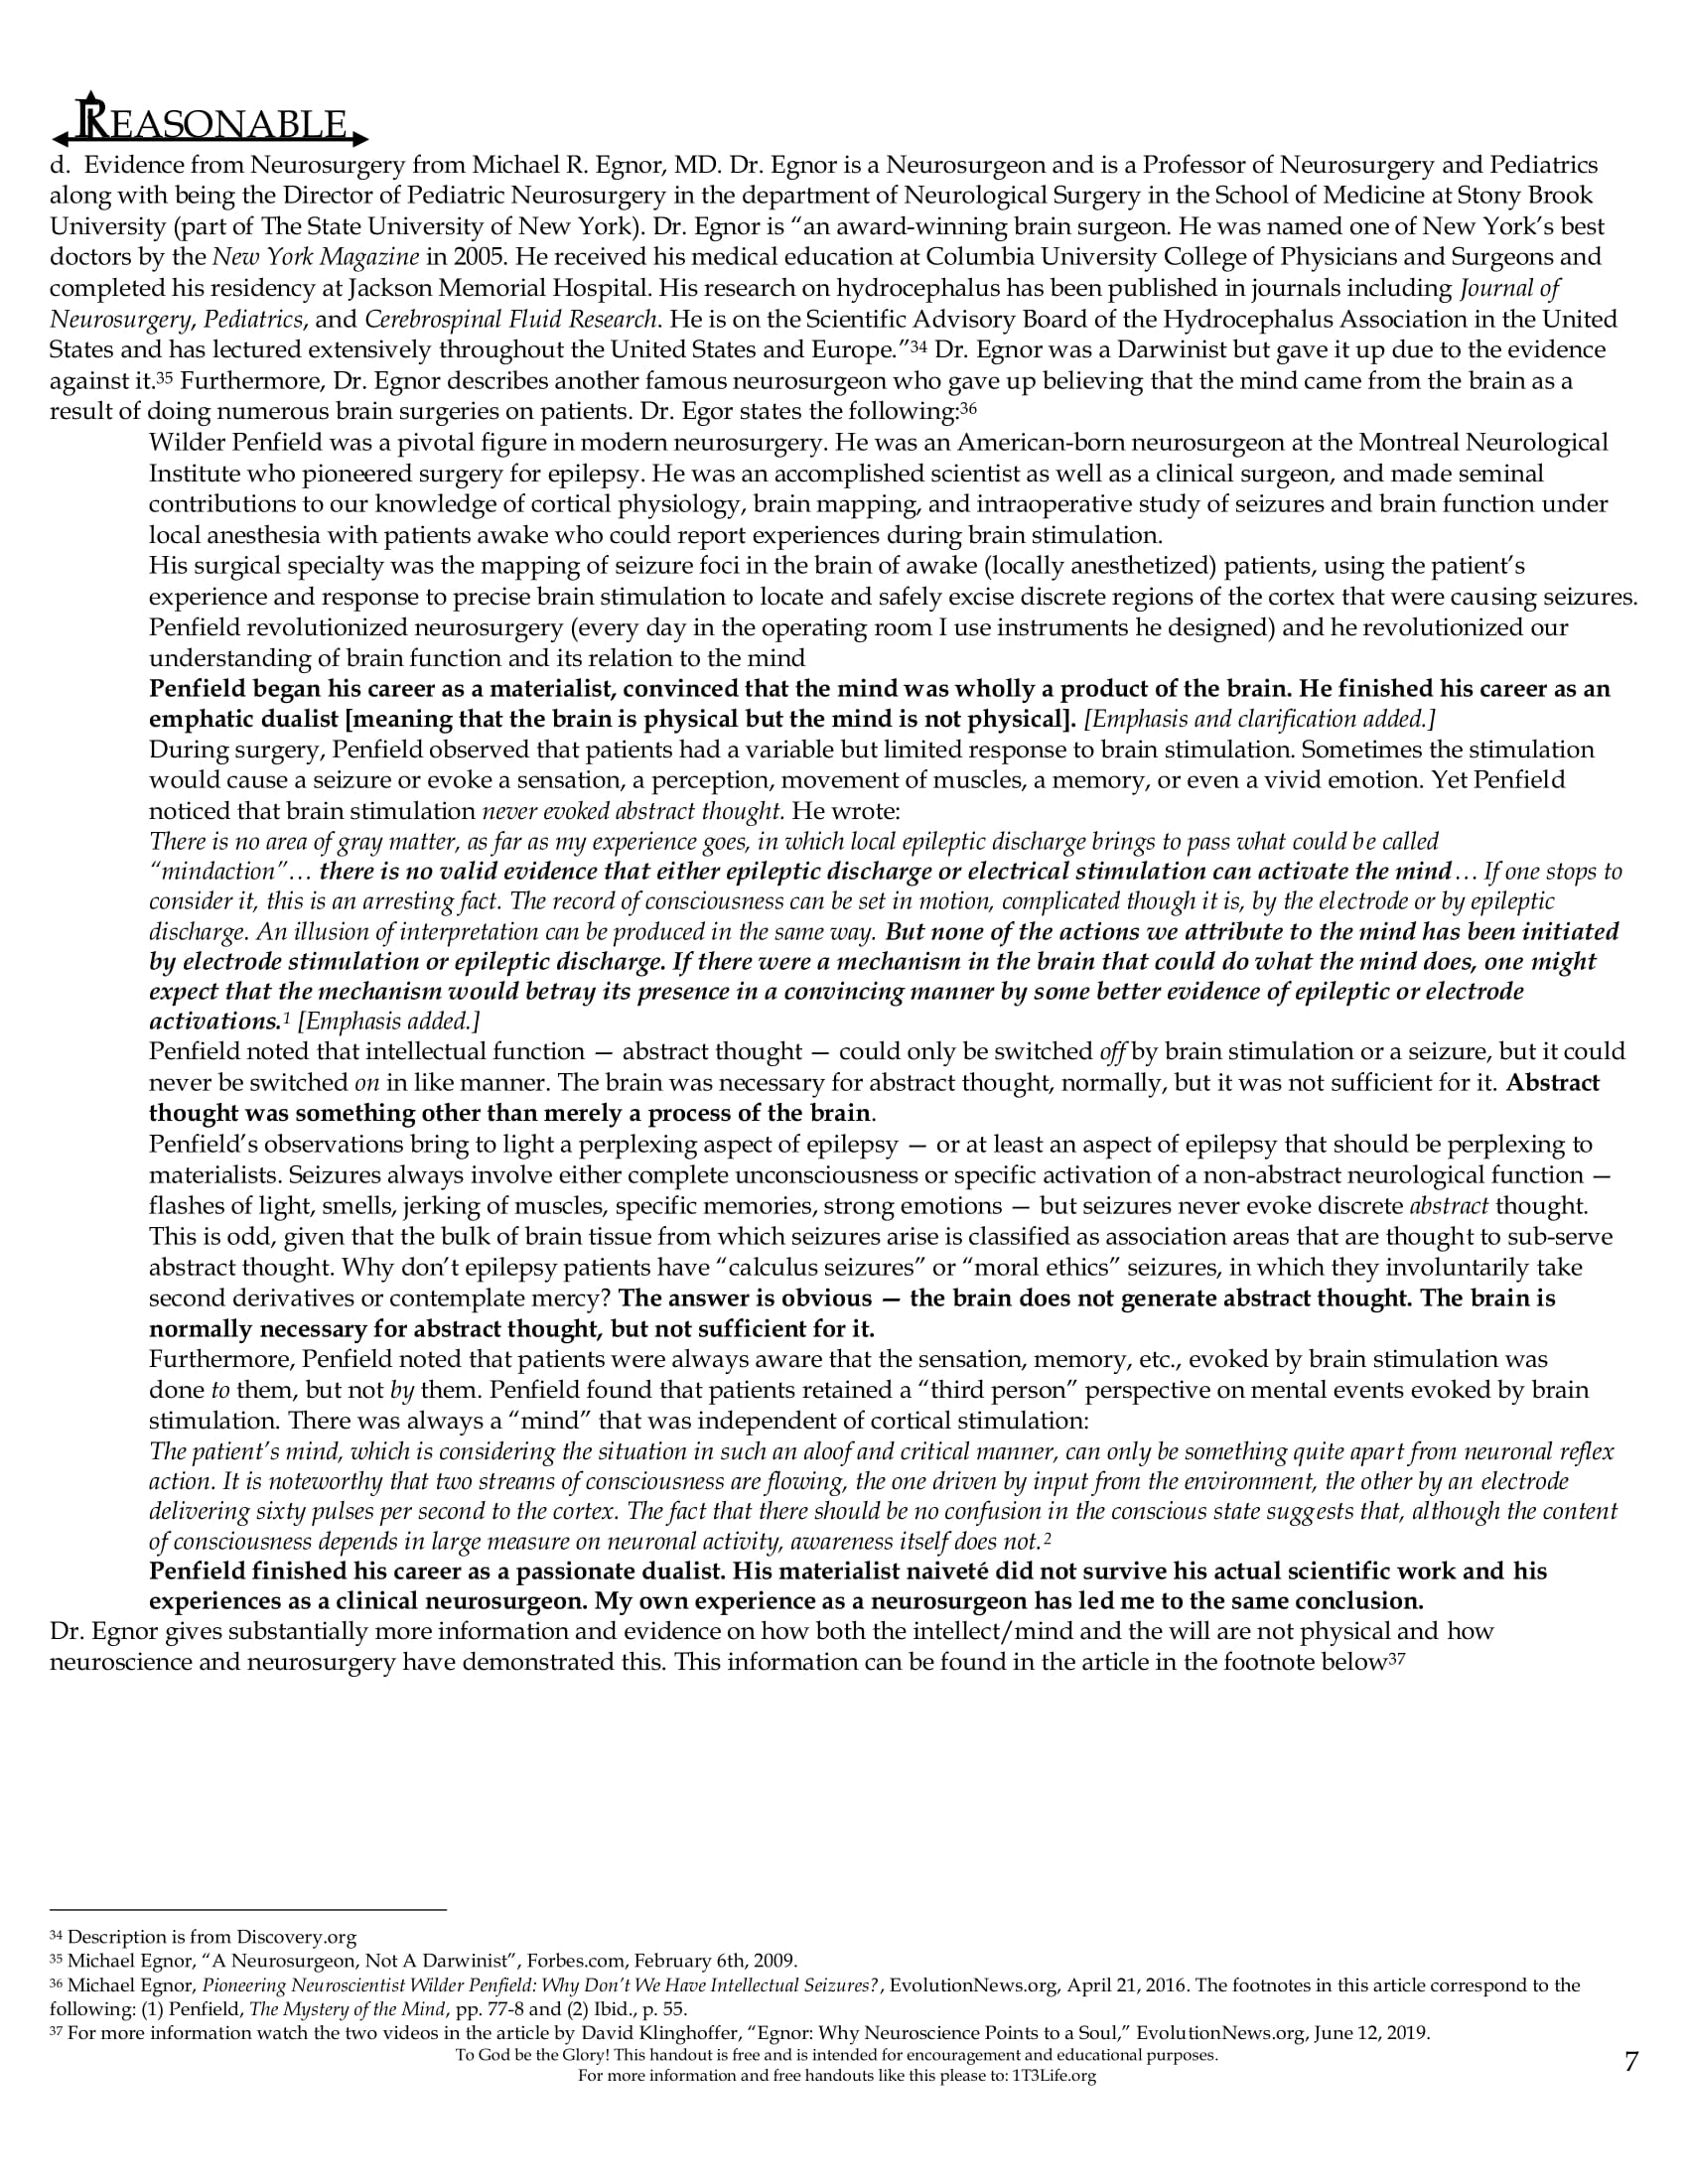 REASONABLE
d.  Evidence from Neurosurgery from Michael R. Egnor, MD. Dr. Egnor is a Neurosurgeon and is a Professor of Neurosurgery and Pediatrics
along with being the Director of Pediatric Neurosurgery in the department of Neurological Surgery in the School of Medicine at Stony Brook
University (part of The State University of New York). Dr. Egnor is “an award-winning brain surgeon. He was named one of New York’s best
doctors by the New York Magazine in 2005. He received his medical education at Columbia University College of Physicians and Surgeons and
completed his residency at Jackson Memorial Hospital. His research on hydrocephalus has been published in journals including Journal of
Neurosurgery, Pediatrics, and Cerebrospinal Fluid Research. He is on the Scientific Advisory Board of the Hydrocephalus Association in the United
States and has lectured extensively throughout the United States and Europe.”34 Dr. Egnor was a Darwinist but gave it up due to the evidence
against it.35 Furthermore, Dr. Egnor describes another famous neurosurgeon who gave up believing that the mind came from the brain as a
result of doing numerous brain surgeries on patients. Dr. Egor states the following:36
Wilder Penfield was a pivotal figure in modern neurosurgery. He was an American-born neurosurgeon at the Montreal Neurological
Institute who pioneered surgery for epilepsy. He was an accomplished scientist as well as a clinical surgeon, and made seminal
contributions to our knowledge of cortical physiology, brain mapping, and intraoperative study of seizures and brain function under
local anesthesia with patients awake who could report experiences during brain stimulation.
His surgical specialty was the mapping of seizure foci in the brain of awake (locally anesthetized) patients, using the patient’s
experience and response to precise brain stimulation to locate and safely excise discrete regions of the cortex that were causing seizures.
Penfield revolutionized neurosurgery (every day in the operating room I use instruments he designed) and he revolutionized our
understanding of brain function and its relation to the mind
Penfield began his career as a materialist, convinced that the mind was wholly a product of the brain. He finished his career as an
emphatic dualist [meaning that the brain is physical but the mind is not physical]. [Emphasis and clarification added.]
During surgery, Penfield observed that patients had a variable but limited response to brain stimulation. Sometimes the stimulation
would cause a seizure or evoke a sensation, a perception, movement of muscles, a memory, or even a vivid emotion. Yet Penfield
noticed that brain stimulation never evoked abstract thought. He wrote:
There is no area of gray matter, as far as my experience goes, in which local epileptic discharge brings to pass what could be called
“mindaction”… there is no valid evidence that either epileptic discharge or electrical stimulation can activate the mind… If one stops to
consider it, this is an arresting fact. The record of consciousness can be set in motion, complicated though it is, by the electrode or by epileptic
discharge. An illusion of interpretation can be produced in the same way. But none of the actions we attribute to the mind has been initiated
by electrode stimulation or epileptic discharge. If there were a mechanism in the brain that could do what the mind does, one might
expect that the mechanism would betray its presence in a convincing manner by some better evidence of epileptic or electrode
activations.1 [Emphasis added.]
Penfield noted that intellectual function — abstract thought — could only be switched off by brain stimulation or a seizure, but it could
never be switched on in like manner. The brain was necessary for abstract thought, normally, but it was not sufficient for it. Abstract
thought was something other than merely a process of the brain.
Penfield’s observations bring to light a perplexing aspect of epilepsy — or at least an aspect of epilepsy that should be perplexing to
materialists. Seizures always involve either complete unconsciousness or specific activation of a non-abstract neurological function —
flashes of light, smells, jerking of muscles, specific memories, strong emotions — but seizures never evoke discrete abstract thought.
This is odd, given that the bulk of brain tissue from which seizures arise is classified as association areas that are thought to sub-serve
abstract thought. Why don’t epilepsy patients have “calculus seizures” or “moral ethics” seizures, in which they involuntarily take
second derivatives or contemplate mercy? The answer is obvious — the brain does not generate abstract thought. The brain is
normally necessary for abstract thought, but not sufficient for it.
Furthermore, Penfield noted that patients were always aware that the sensation, memory, etc., evoked by brain stimulation was
done to them, but not by them. Penfield found that patients retained a “third person” perspective on mental events evoked by brain
stimulation. There was always a “mind” that was independent of cortical stimulation:
The patient’s mind, which is considering the situation in such an aloof and critical manner, can only be something quite apart from neuronal reflex
action. It is noteworthy that two streams of consciousness are flowing, the one driven by input from the environment, the other by an electrode
delivering sixty pulses per second to the cortex. The fact that there should be no confusion in the conscious state suggests that, although the content
of consciousness depends in large measure on neuronal activity, awareness itself does not.2
Penfield finished his career as a passionate dualist. His materialist naiveté did not survive his actual scientific work and his
experiences as a clinical neurosurgeon. My own experience as a neurosurgeon has led me to the same conclusion.
Dr. Egnor gives substantially more information and evidence on how both the intellect/mind and the will are not physical and how
neuroscience and neurosurgery have demonstrated this. This information can be found in the article in the footnote below37
34 Description is from Discovery.org
35 Michael Egnor, “A Neurosurgeon, Not A Darwinist”, Forbes.com, February 6th, 2009.
36 Michael Egnor, Pioneering Neuroscientist Wilder Penfield: Why Don’t We Have Intellectual Seizures?, EvolutionNews.org, April 21, 2016. The footnotes in this article correspond to the
following: (1) Penfield, The Mystery of the Mind, pp. 77-8 and (2) Ibid., p. 55.
37 For more information watch the two videos in the article by David Klinghoffer, “Egnor: Why Neuroscience Points to a Soul,” EvolutionNews.org, June 12, 2019.
To God be the Glory! This handout is free and is intended for encouragement and educational purposes.
For more information and free handouts like this please to: 1T3Life.org
7